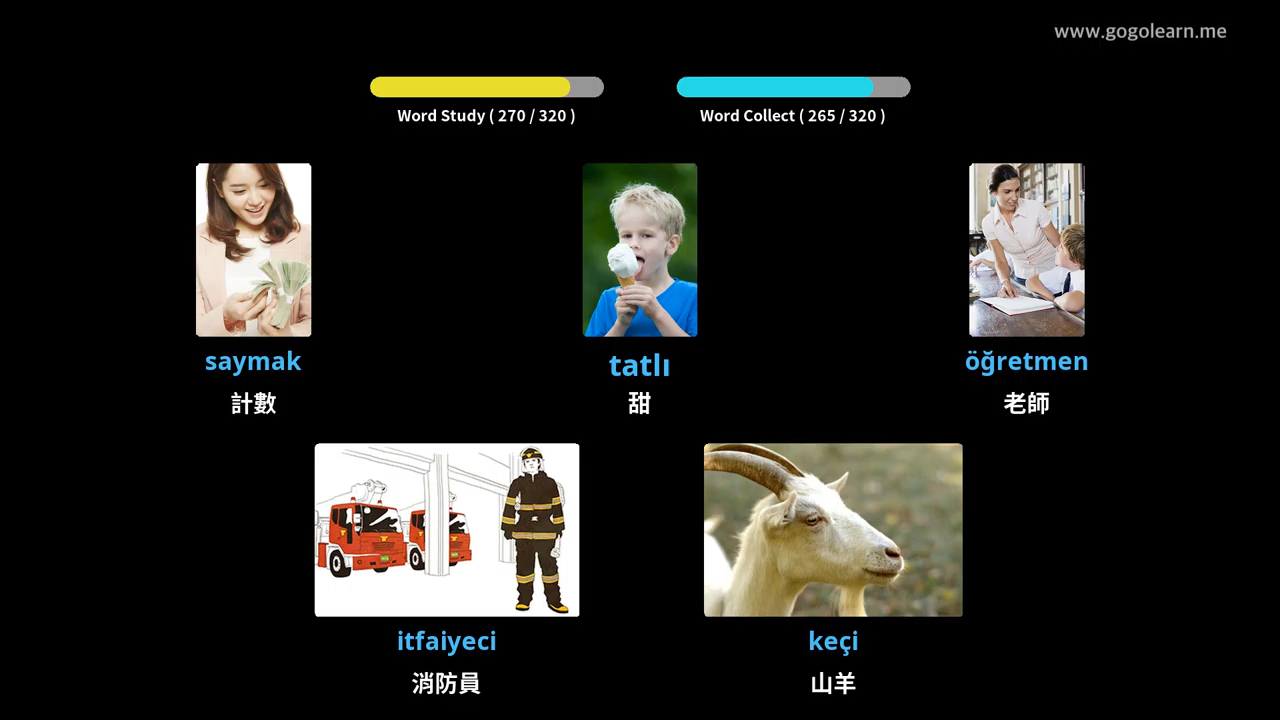 www.gogolearn.me
Word Study ( 270 / 320 )
Word Collect ( 265 / 320 )
saymak
計數
tatlı
甜
öğretmen
老師
itfaiyeci
消防員
keçi
山羊